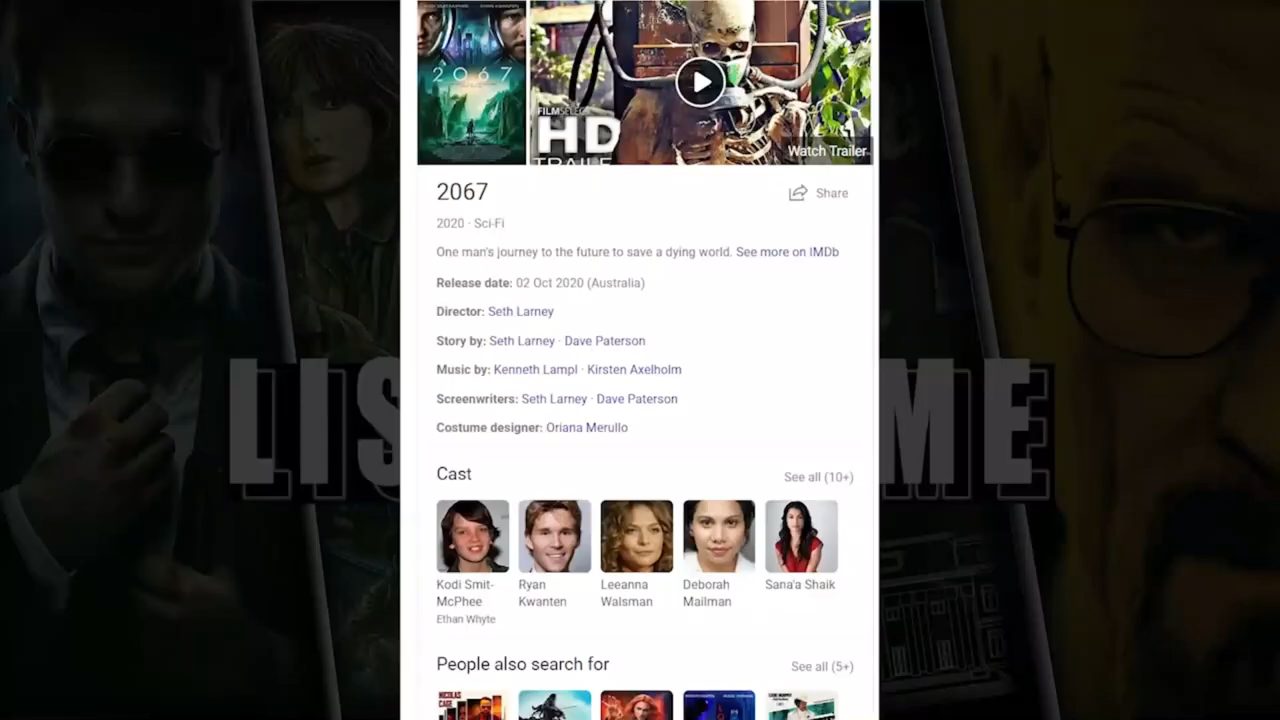 2067
FILMSELECT
HD
TRAILE
Watch Trailer
2067
Share
2020 · Sci-Fi
One man's journey to the future to save a dying world. See more on IMDb
Release date: 02 Oct 2020 (Australia)
Director: Seth Larney
Story by: Seth Larney · Dave Paterson
Music by: Kenneth Lampl · Kirsten Axelholm
Screenwriters: Seth Larney · Dave Paterson
Costume designer: Oriana Merullo
LIS
ME
Cast
See all (10+)
Kodi Smit-
McPhee
Ethan Whyte
Ryan
Kwanten
Leeanna
Walsman
Deborah
Mailman
Sana'a Shaik
People also search for
See all (5+)
NICOLAS
CAGE